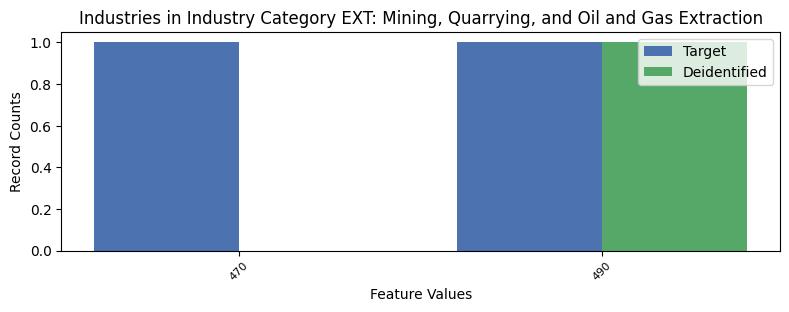 Industries in Industry Category EXT: Mining, Quarrying, and Oil and Gas Extraction
Target
Deidentified
Record Counts
1.0
0.8
0.6
0.4
0.2
0.0
470
490
Feature Values